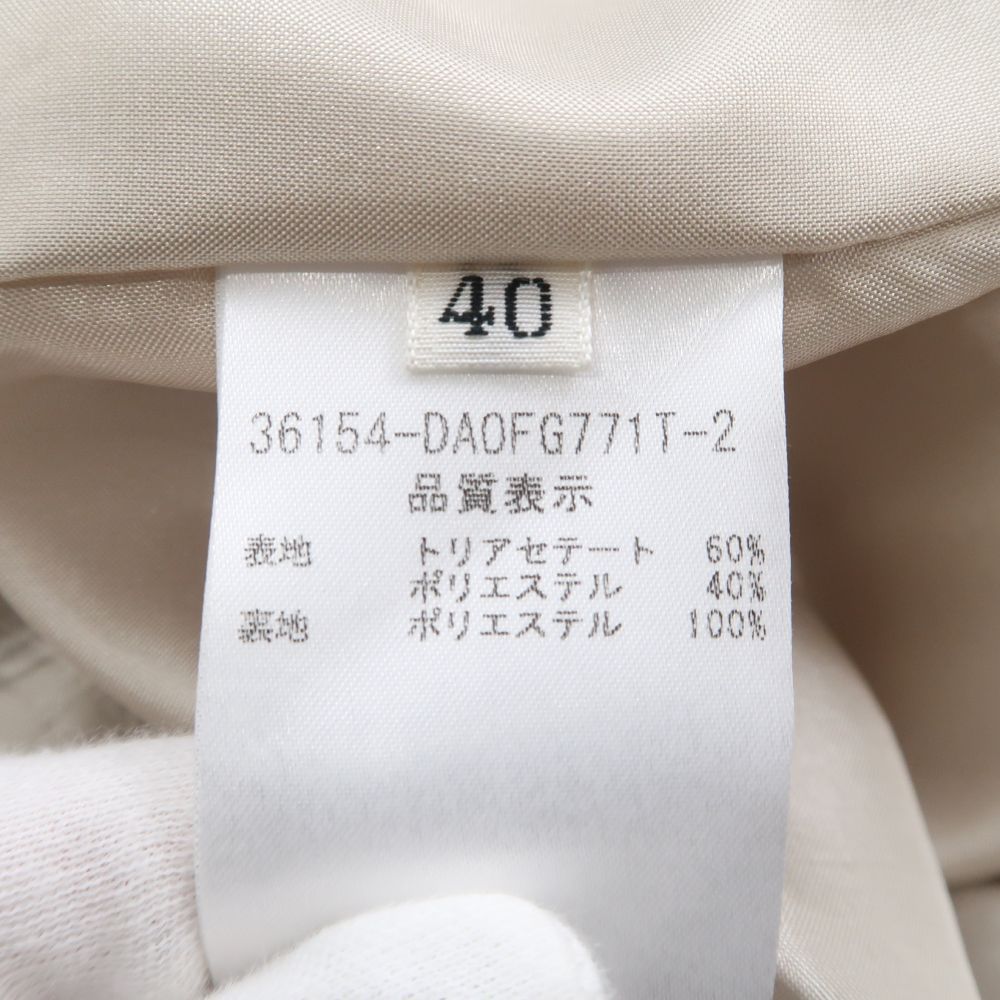 40
36154-DA0FG771T-2
品質表示
表地 トリアセテート 60%
ポリエステル 40%
裏地 ポリエステル 100%